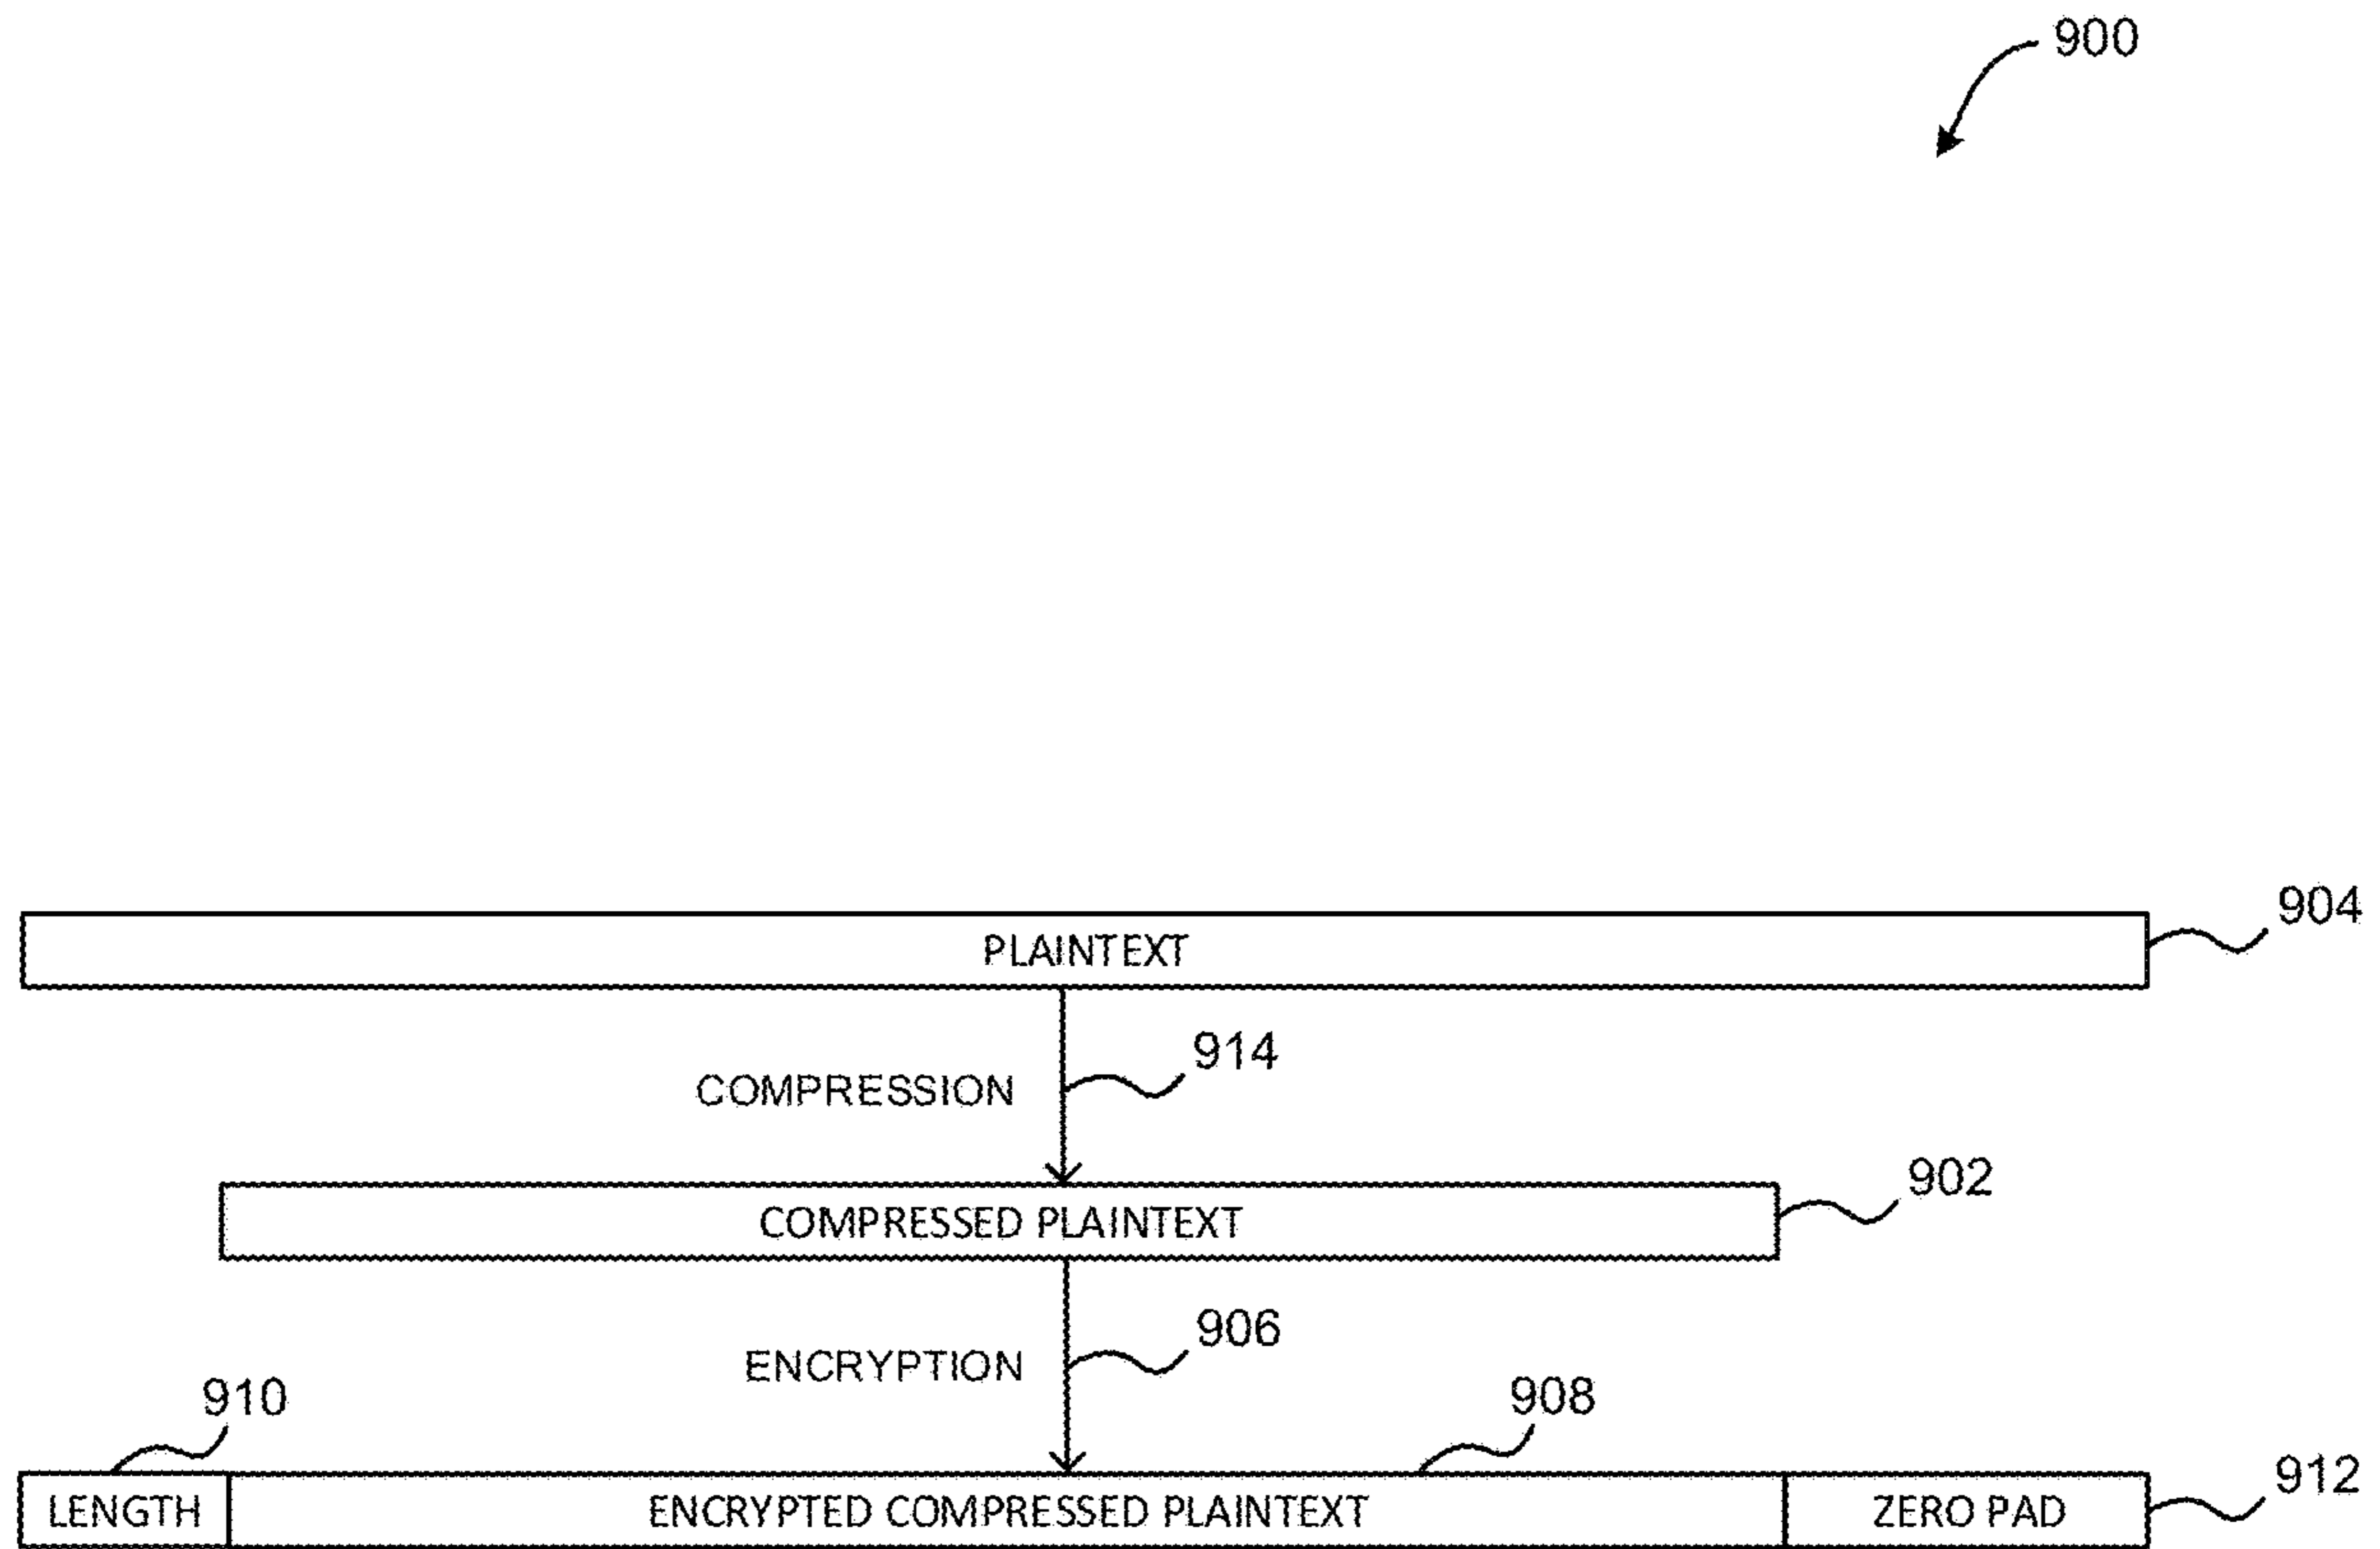 900
904
PLAINTEXT
914
COMPRESSION
902
COMPRESSED PLAINTEXT
906
ENCRYPTION
910
908
912
LENGTH
ENCRYPTED COMPRESSED PLAINTEXT
ZERO PAD